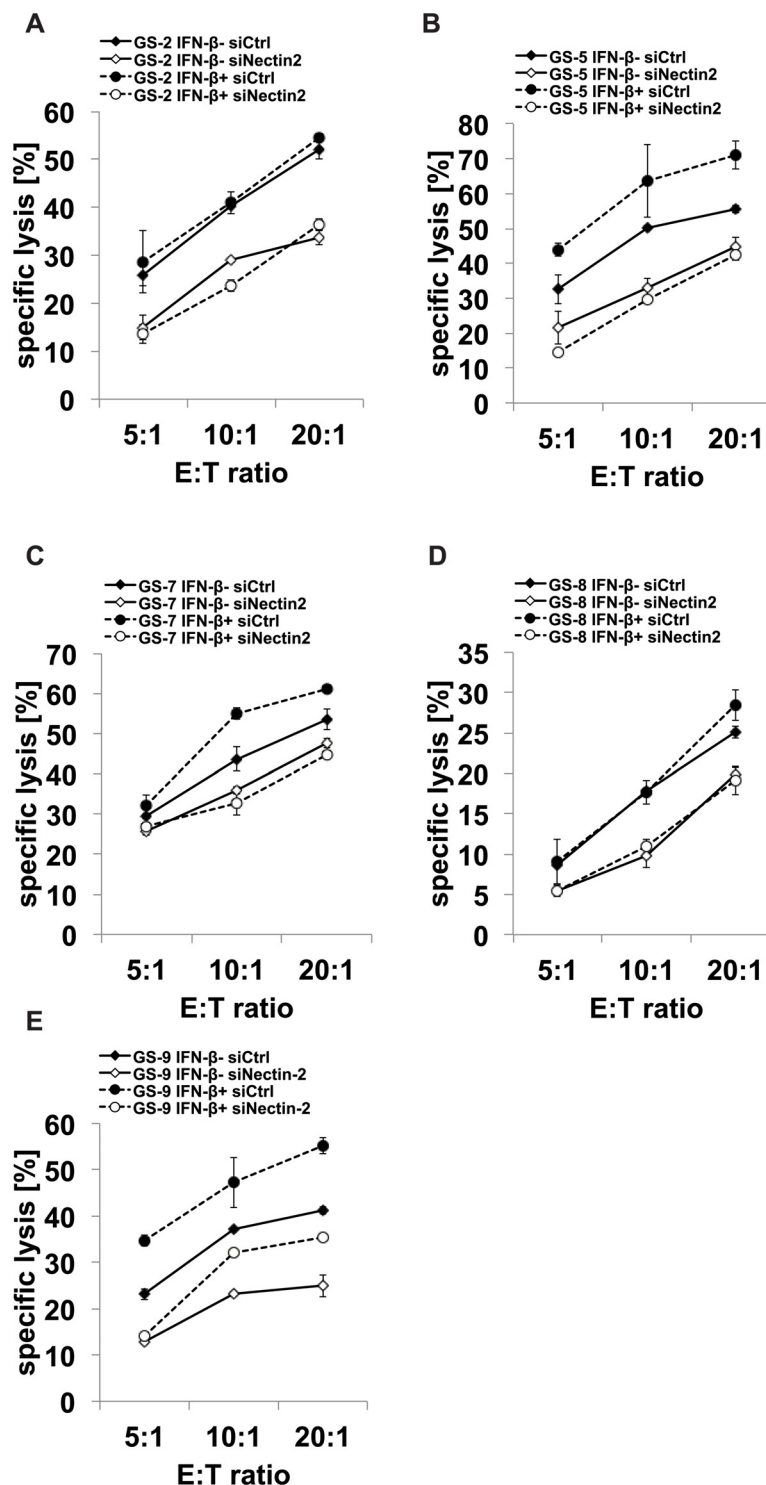 A
GS-2 IFN-β- siCtrl
GS-2 IFN-β- siNectin2
GS-2 IFN-β+ siCtrl
GS-2 IFN-β+ siNectin2
specific lysis [%]
60
50
40
30
20
10
0
5:1 10:1 20:1
E:T ratio
B
GS-5 IFN-β- siCtrl
GS-5 IFN-β- siNectin2
GS-5 IFN-β+ siCtrl
GS-5 IFN-β+ siNectin2
specific lysis [%]
80
70
60
50
40
30
20
10
0
5:1 10:1 20:1
E:T ratio
C
GS-7 IFN-β- siCtrl
GS-7 IFN-β- siNectin2
GS-7 IFN-β+ siCtrl
GS-7 IFN-β+ siNectin2
specific lysis [%]
70
60
50
40
30
20
10
0
5:1 10:1 20:1
E:T ratio
D
GS-8 IFN-β- siCtrl
GS-8 IFN-β- siNectin2
GS-8 IFN-β+ siCtrl
GS-8 IFN-β+ siNectin2
specific lysis [%]
35
30
25
20
15
10
5
0
5:1 10:1 20:1
E:T ratio
E
GS-9 IFN-β- siCtrl
GS-9 IFN-β- siNectin-2
GS-9 IFN-β+ siCtrl
GS-9 IFN-β+ siNectin-2
specific lysis [%]
60
50
40
30
20
10
0
5:1 10:1 20:1
E:T ratio